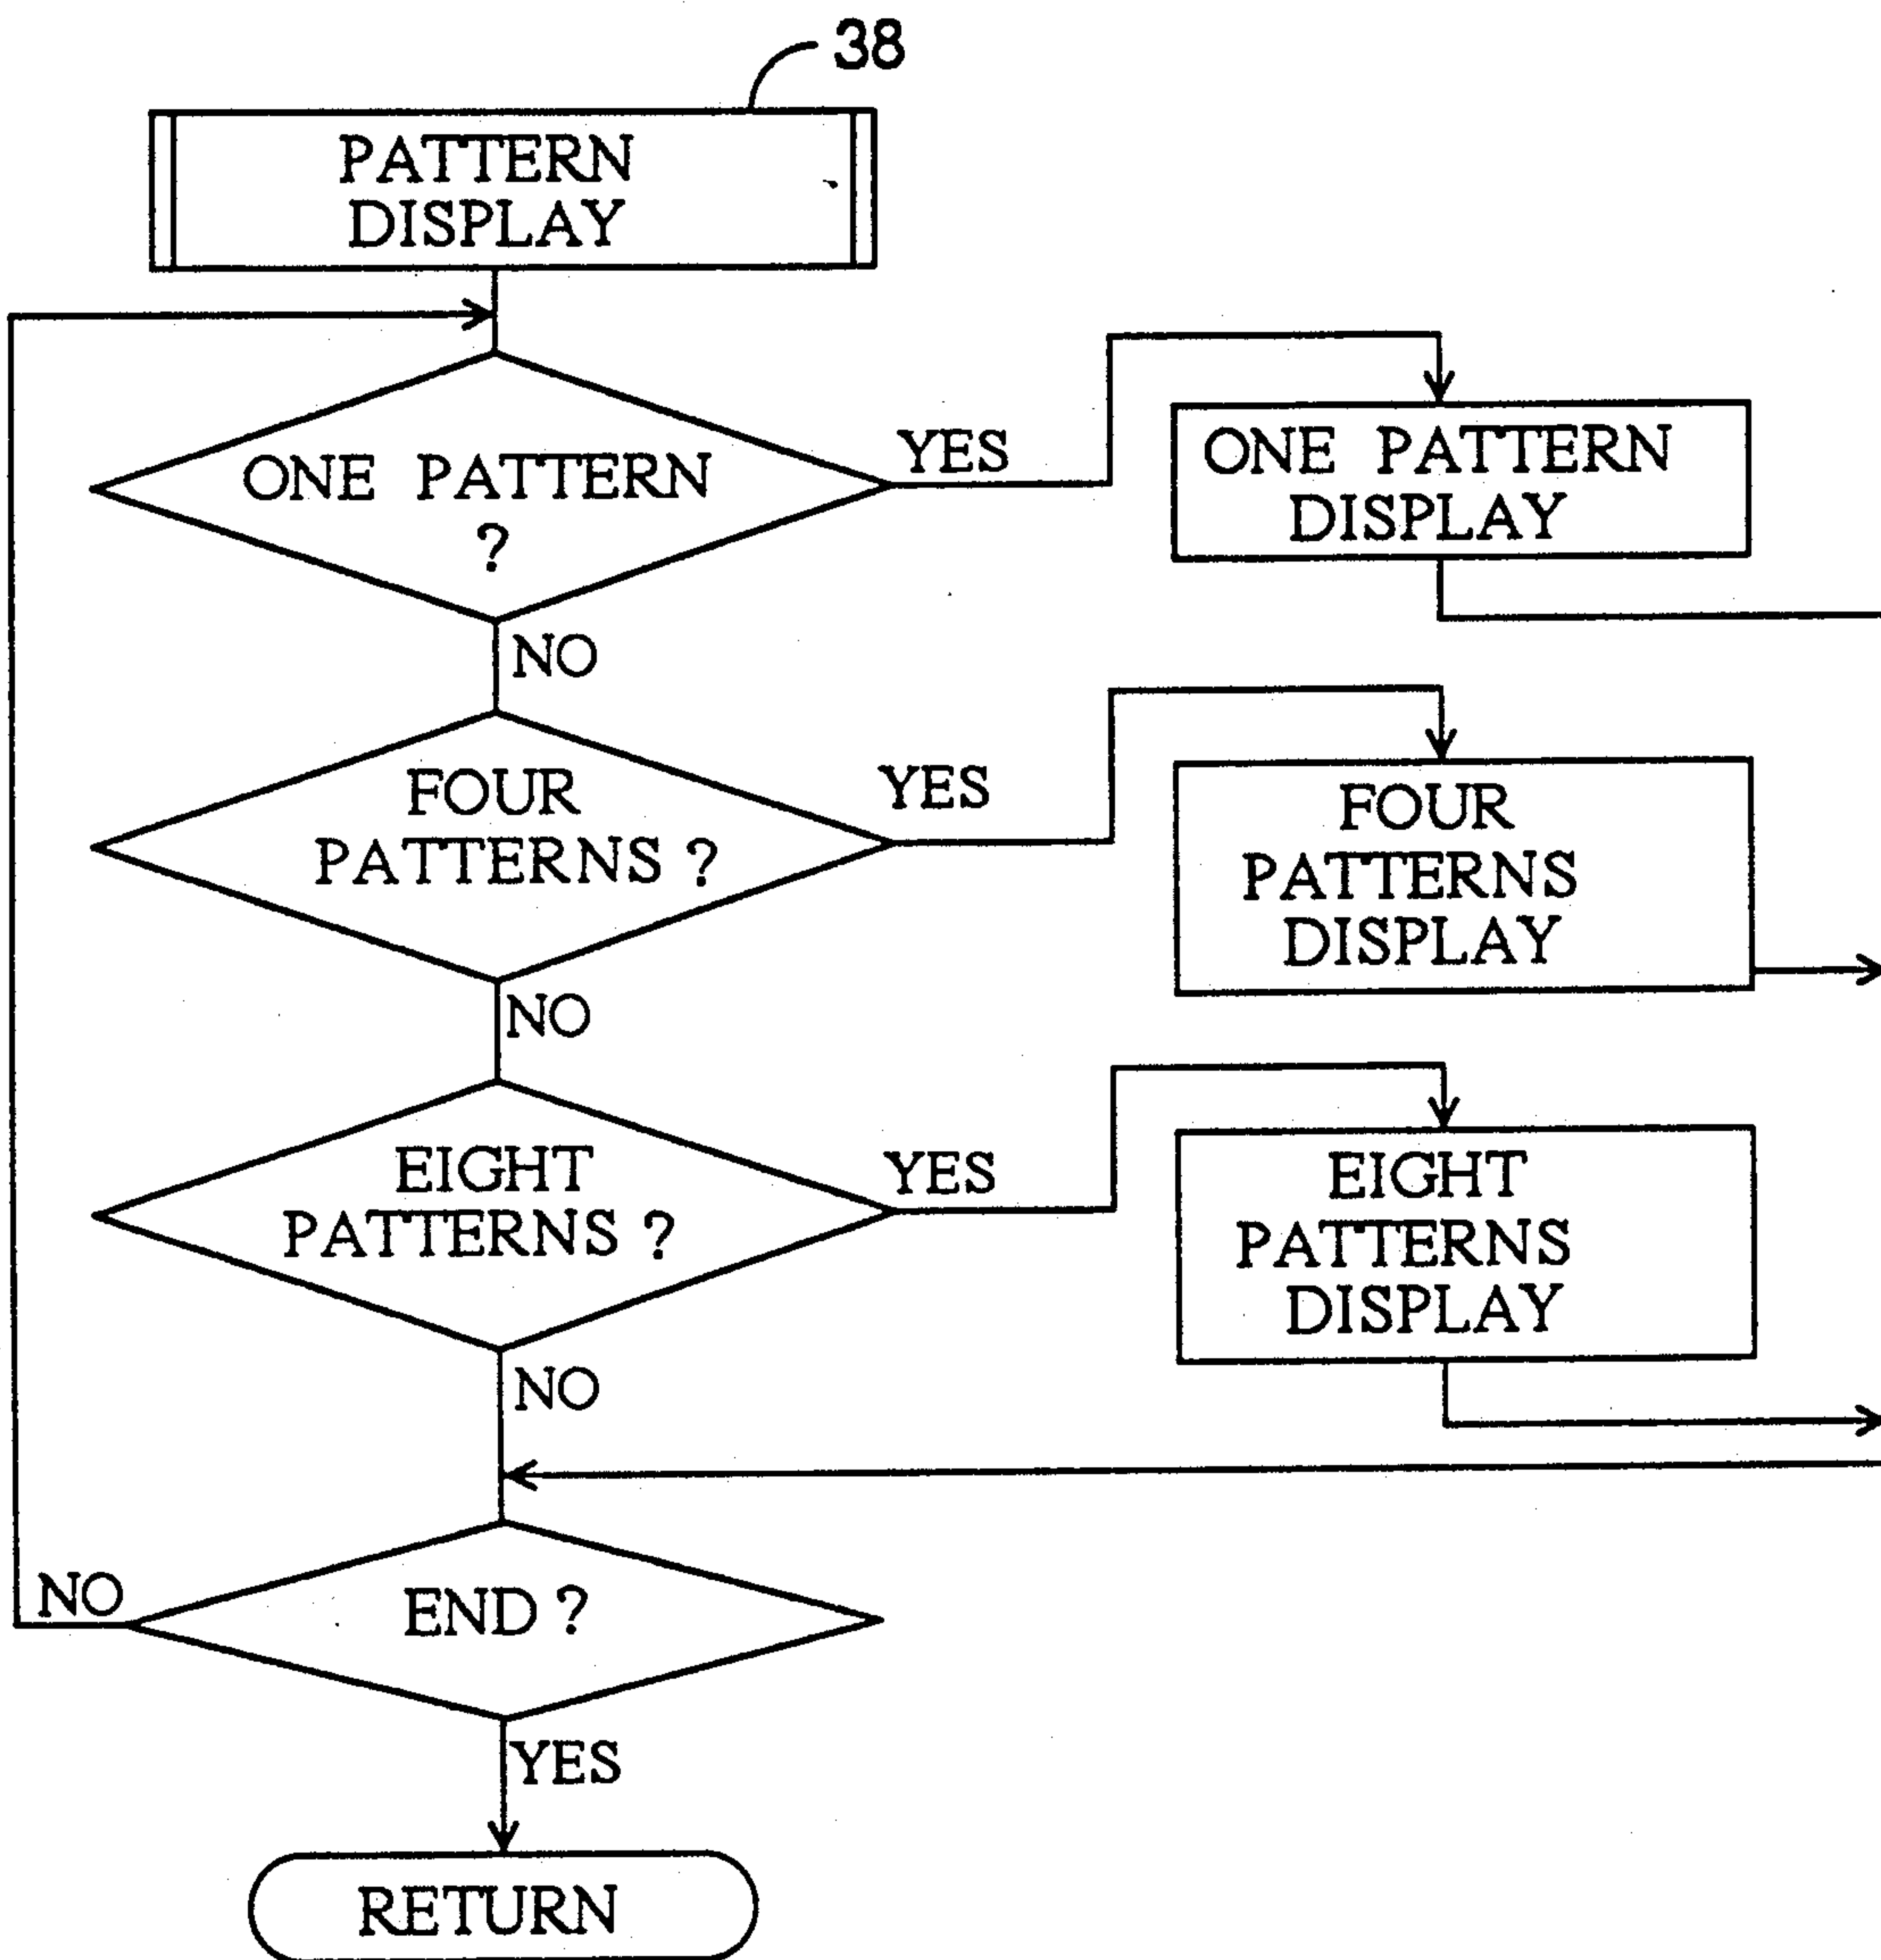 38
PATTERN
DISPLAY
ONE PATTERN
?
YES
ONE PATTERN
DISPLAY
NO
FOUR
PATTERNS ?
YES
FOUR
PATTERNS
DISPLAY
NO
EIGHT
PATTERNS ?
YES
EIGHT
PATTERNS
DISPLAY
NO
END ?
NO
YES
RETURN